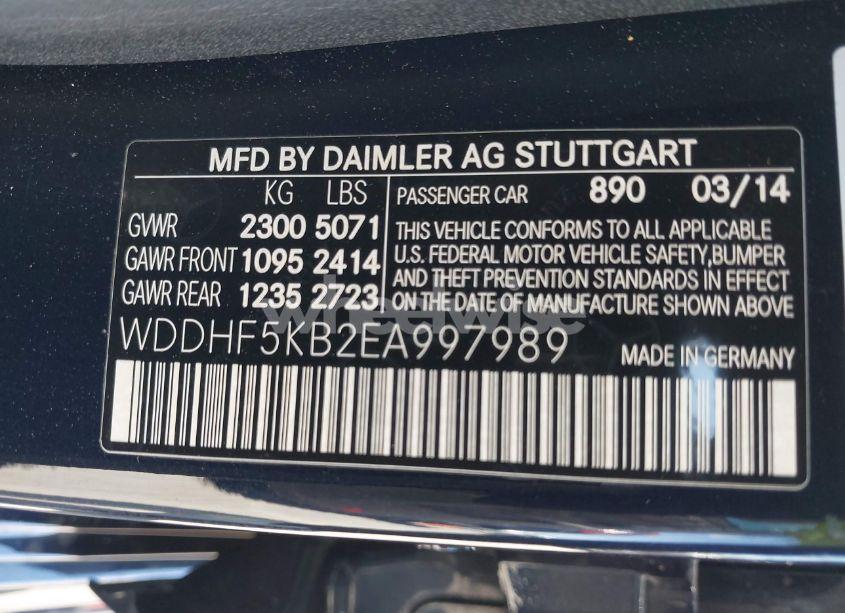 MFD BY DAIMLER AG STUTTGART
KG LBS
GVWR 2300 5071
GAWR FRONT 1095 2414
GAWR REAR 1235 2723
PASSENGER CAR 890 03/14
THIS VEHICLE CONFORMS TO ALL APPLICABLE
U.S. FEDERAL MOTOR VEHICLE SAFETY,BUMPER
AND THEFT PREVENTION STANDARDS IN EFFECT
ON THE DATE OF MANUFACTURE SHOWN ABOVE
wheelwise
WDDHF5KB2EA997989
MADE IN GERMANY